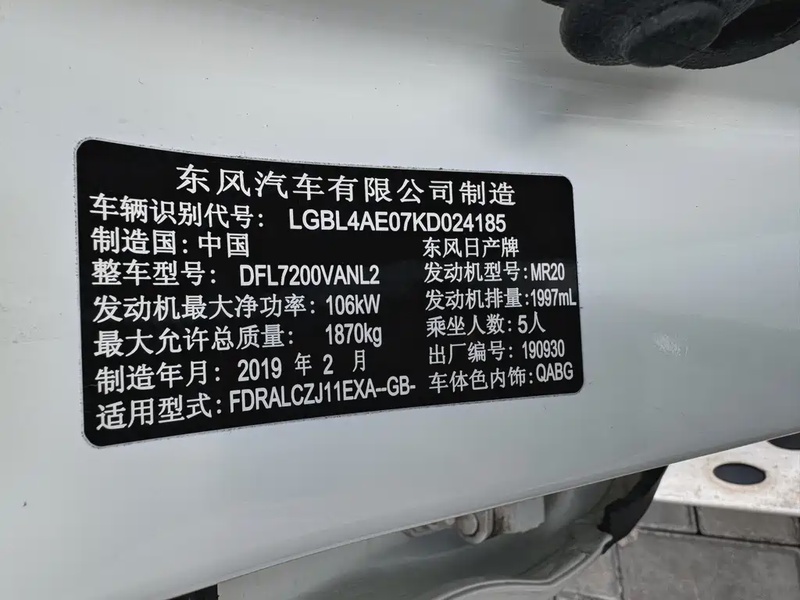 东风汽车有限公司制造
车辆识别代号: LGBL4AE07KD024185
制造国: 中国 东风日产牌
整车型号: DFL7200VANL2 发动机型号: MR20
发动机最大净功率: 106kW 发动机排量: 1997mL
最大允许总质量: 1870kg 乘坐人数: 5人
制造年月: 2019 年 2 月 出厂编号: 190930
适用型式: FDRALCZJ11EXA--GB- 车体色内饰: QABG